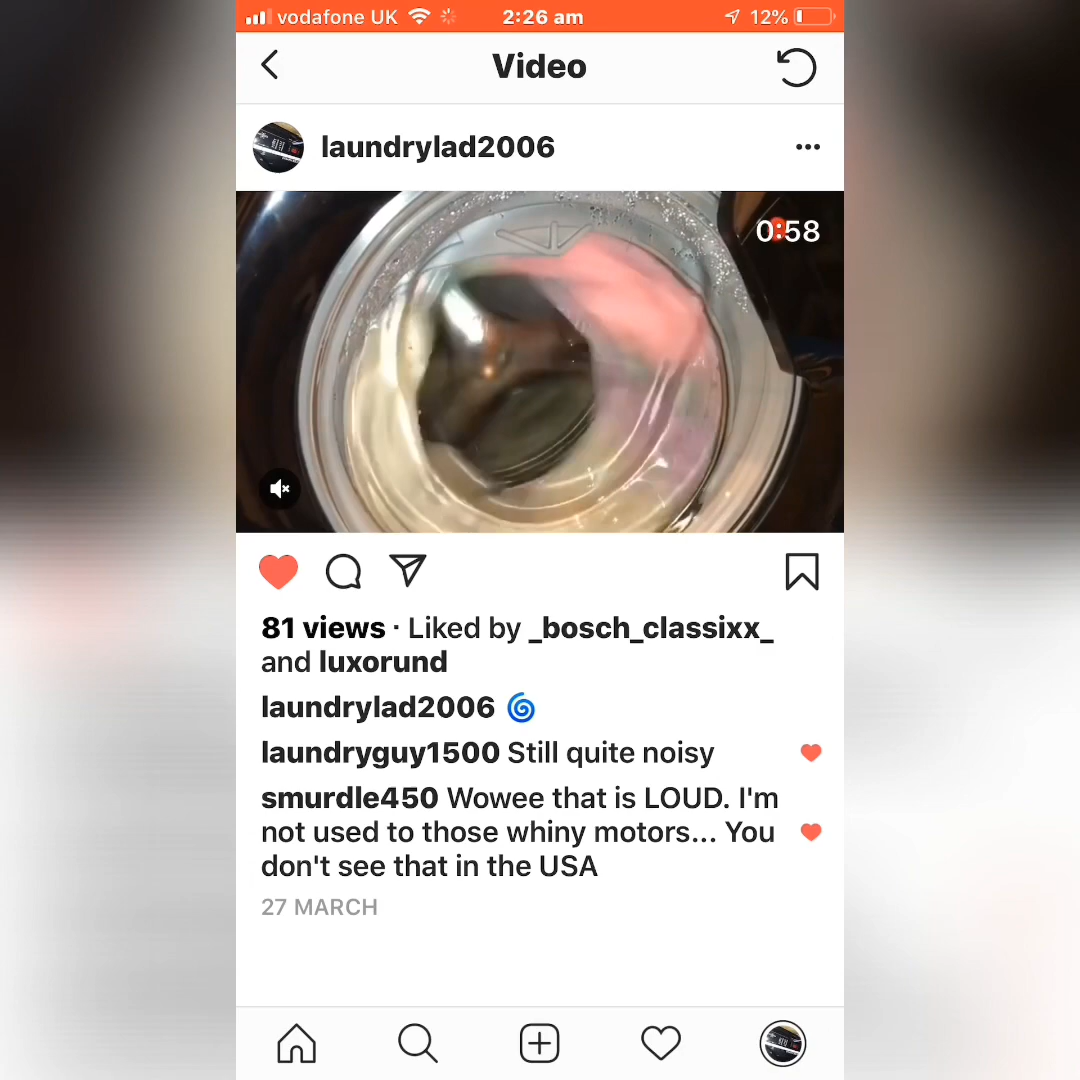 vodafone UK 2:26 am 12%
Video
laundrylad2006
0:58
81 views · Liked by _bosch_classixx_
and luxorund
laundrylad2006 🌀
laundryguy1500 Still quite noisy
smurdle450 Wowee that is LOUD. I'm
not used to those whiny motors... You
don't see that in the USA
27 MARCH